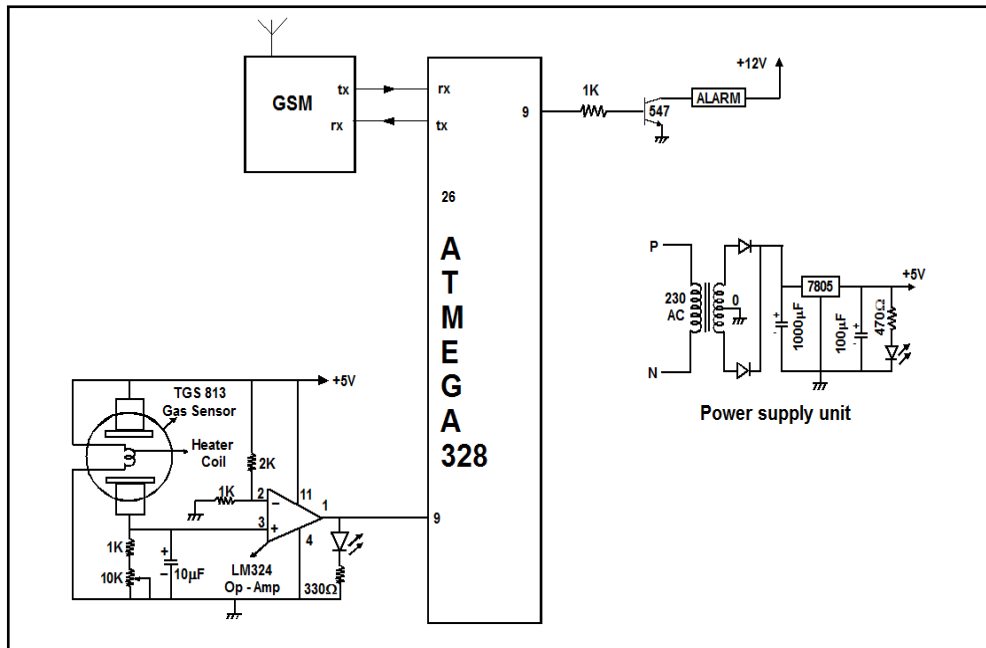 GSM
tx
rx
rx
tx
9
1K
547
ALARM
+12V
26
A
T
M
E
G
A
328
9
P
230
AC
N
0
1000µF
7805
100µF
470Ω
+5V
Power supply unit
+5V
TGS 813
Gas Sensor
Heater
Coil
2K
1K
2
11
1
3
4
-
+
1K
10K
+
-
10µF
LM324
Op - Amp
330Ω
+
-
+
-